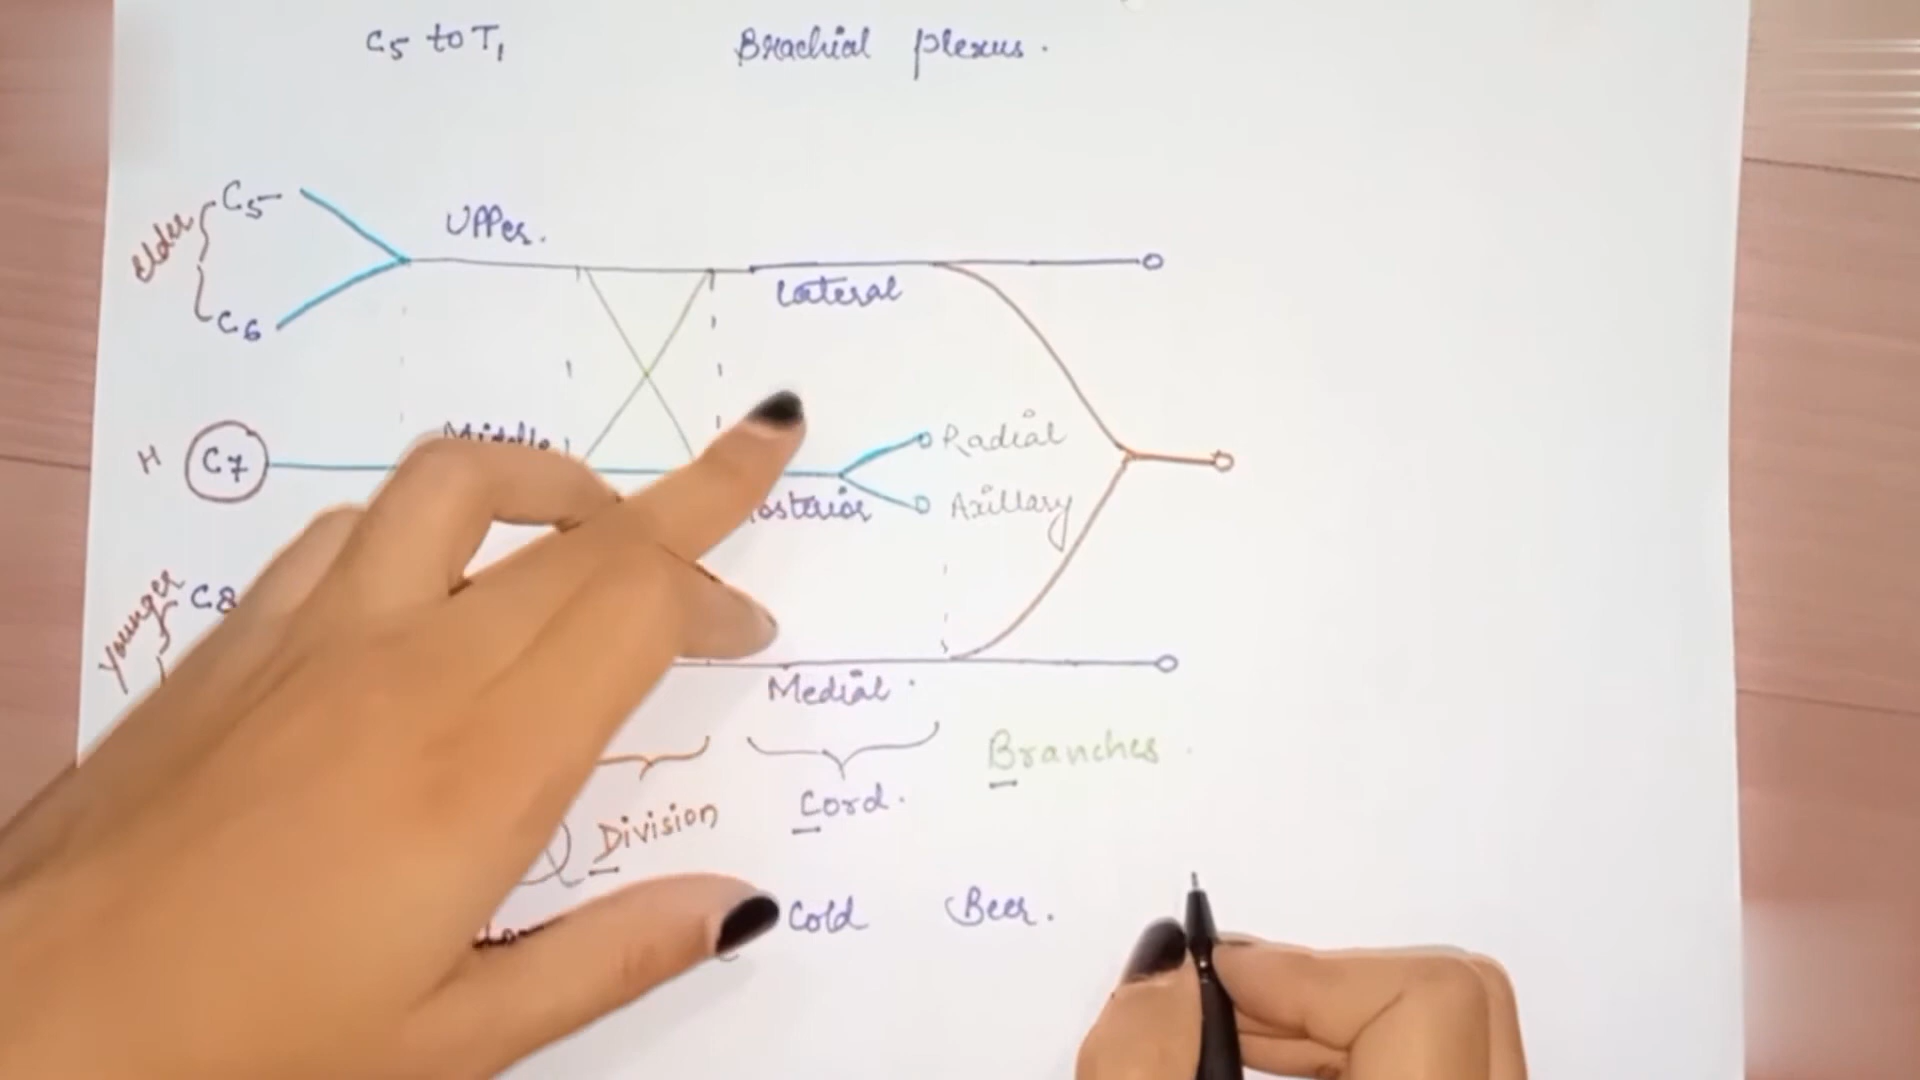 C5 to T1 Brachial plexus.
Elder
C5
Upper.
Lateral
C6
Middle
H
C7
Radial
Axillary
Younger
C8
Medial.
Branches.
Division
Cord.
Cold Beer.